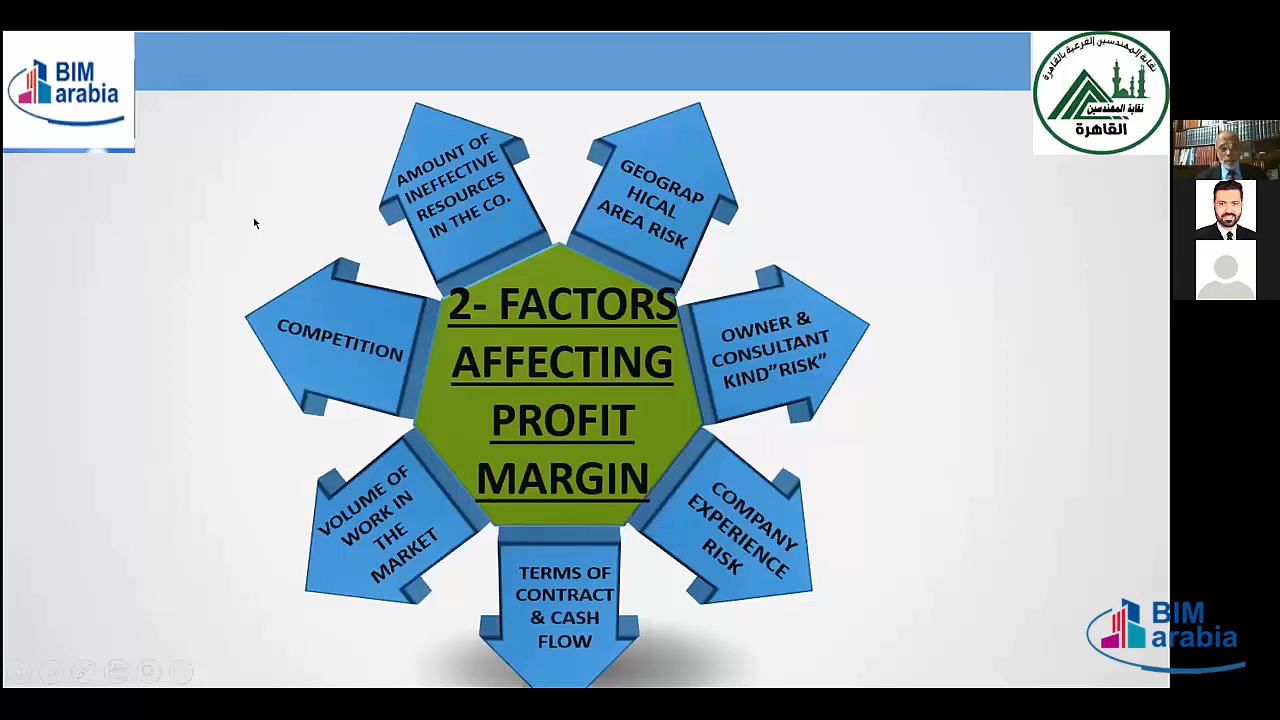 BIM
arabia
نقابة المهندسين الفرعية بالقاهرة
نقابة المهندسين
القاهرة
AMOUNT OF
INEFFECTIVE
RESOURCES
IN THE CO.
GEOGRAP
HICAL
AREA RISK
COMPETITION
2- FACTORS
AFFECTING
PROFIT
MARGIN
OWNER &
CONSULTANT
KIND"RISK"
VOLUME OF
WORK IN
THE
MARKET
COMPANY
EXPERIENCE
RISK
TERMS OF
CONTRACT
& CASH
FLOW
BIM
arabia